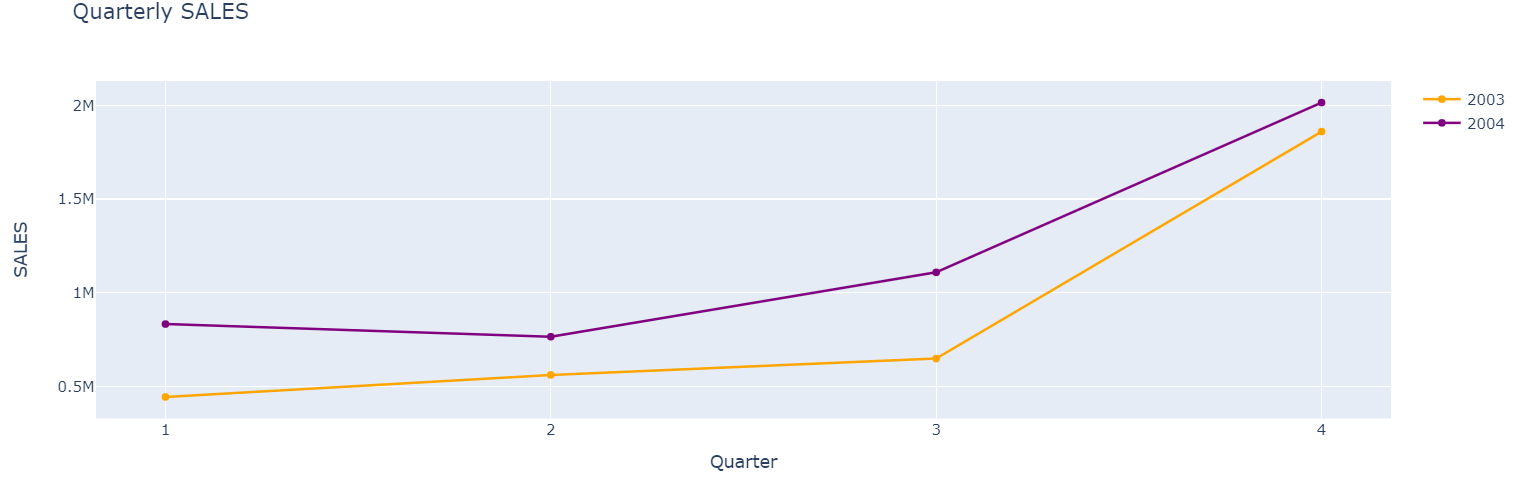 Quarterly SALES
2M
1.5M
1M
0.5M
SALES
1 2 3 4
Quarter
2003
2004